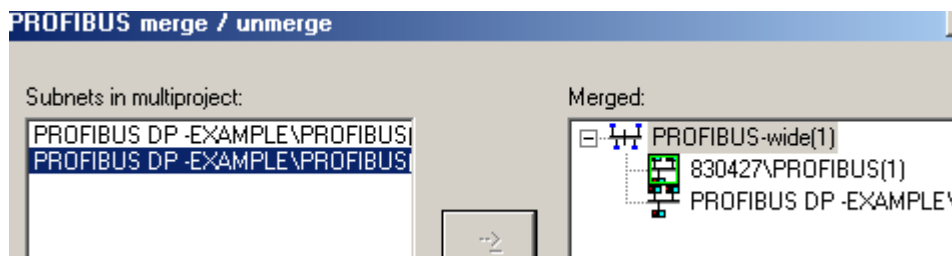 PROFIBUS merge / unmerge
Subnets in multiproject:
PROFIBUS DP -EXAMPLE\PROFIBUS(
PROFIBUS DP -EXAMPLE\PROFIBUS(
-->
Merged:
PROFIBUS-wide(1)
830427\PROFIBUS(1)
PROFIBUS DP -EXAMPLE\